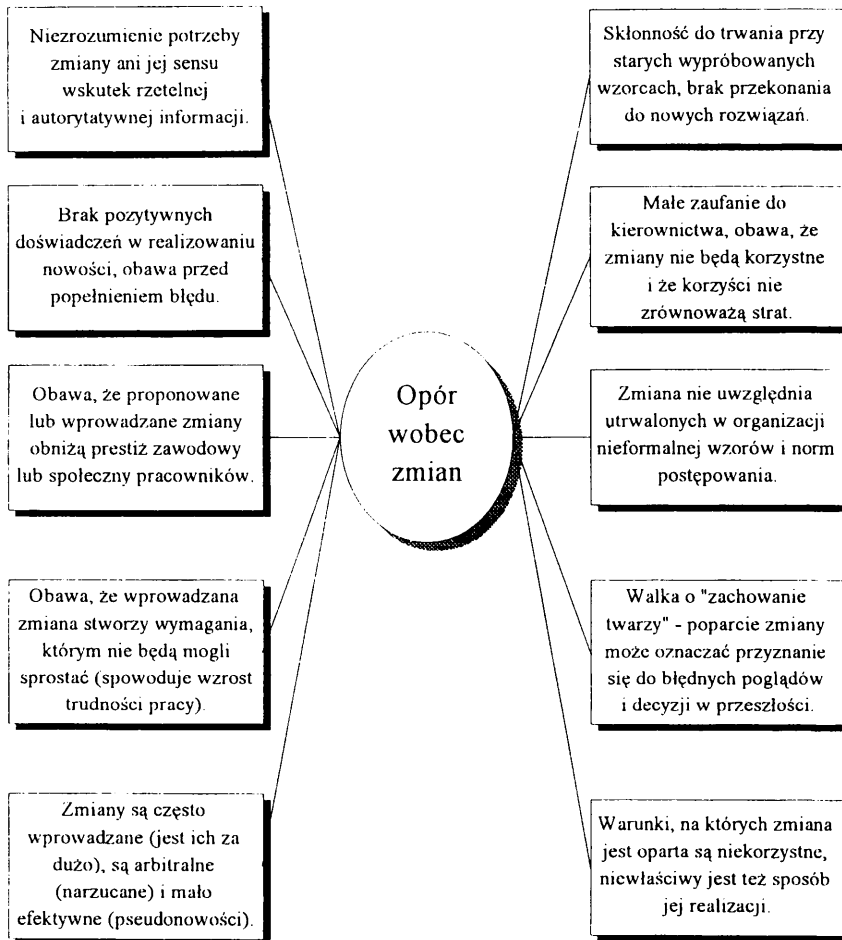 Niezrozumienie potrzeby
zmiany ani jej sensu
wskutek rzetelnej
i autorytatywnej informacji.
Brak pozytywnych
doświadczeń w realizowaniu
nowości, obawa przed
popełnieniem błędu.
Obawa, że proponowane
lub wprowadzane zmiany
obniżą prestiż zawodowy
lub społeczny pracowników.
Obawa, że wprowadzana
zmiana stworzy wymagania,
którym nie będą mogli
sprostać (spowoduje wzrost
trudności pracy).
Zmiany są często
wprowadzane (jest ich za
dużo), są arbitralne
(narzucane) i mało
efektywne (pseudonowości).
Opór
wobec
zmian
Skłonność do trwania przy
starych wypróbowanych
wzorcach, brak przekonania
do nowych rozwiązań.
Małe zaufanie do
kierownictwa, obawa, że
zmiany nie będą korzystne
i że korzyści nie
zrównoważą strat.
Zmiana nie uwzględnia
utrwalonych w organizacji
nieformalnej wzorów i norm
postępowania.
Walka o "zachowanie
twarzy" - poparcie zmiany
może oznaczać przyznanie
się do błędnych poglądów
i decyzji w przeszłości.
Warunki, na których zmiana
jest oparta są niekorzystne,
niewłaściwy jest też sposób
jej realizacji.